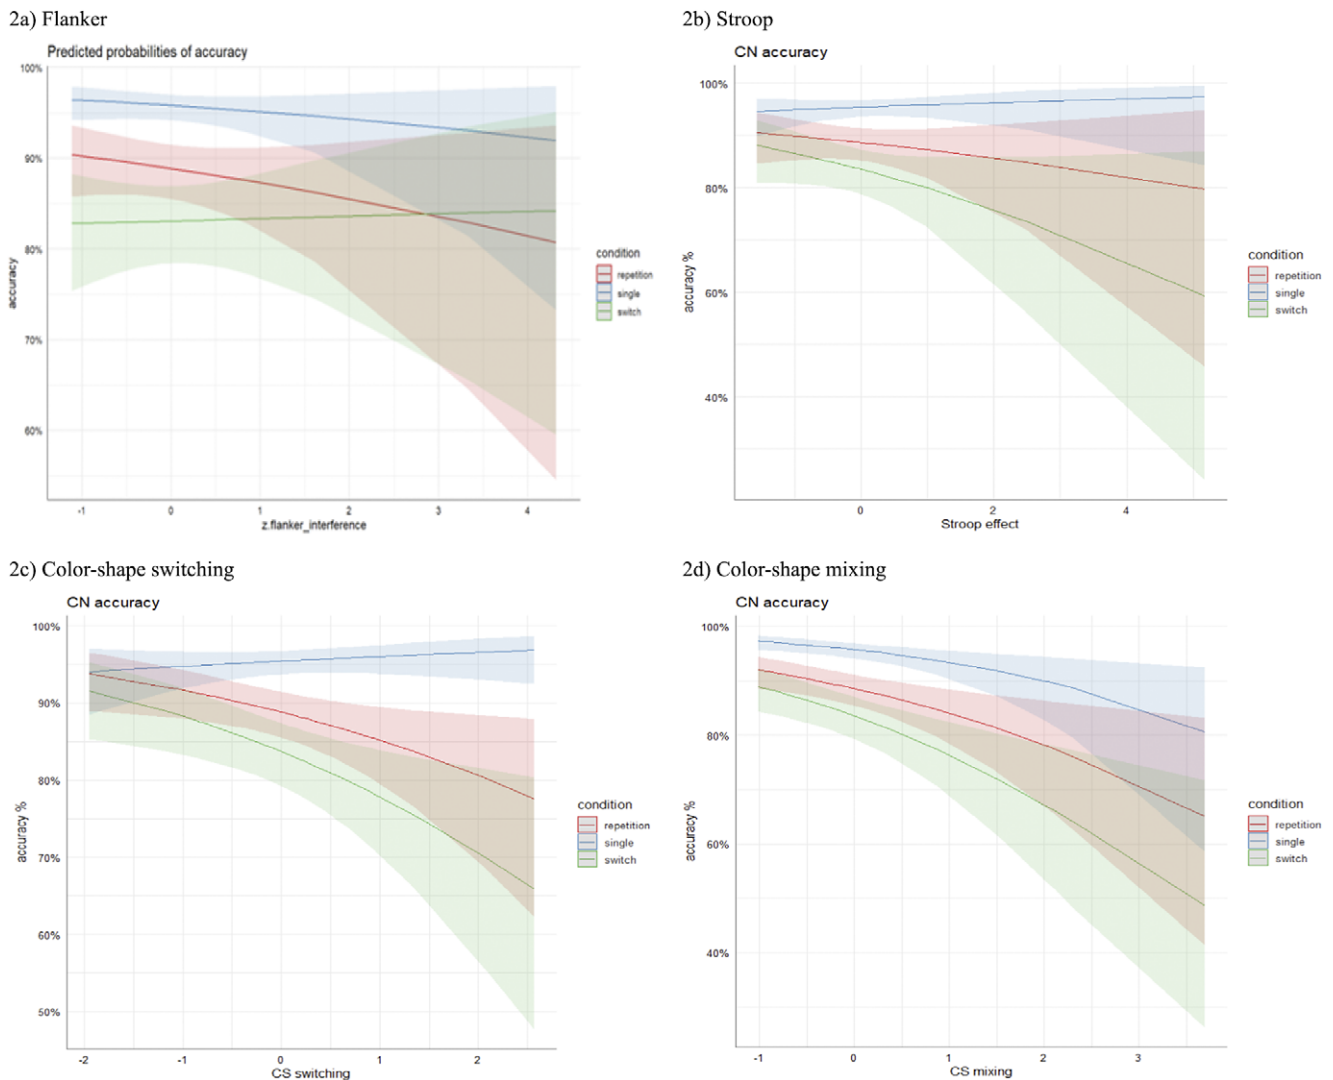 2a) Flanker
Predicted probabilities of accuracy
100%
90%
80%
70%
60%
accuracy
-1 0 1 2 3 4
z.flanker_interference
condition
repetition
single
switch
2b) Stroop
CN accuracy
100%
80%
60%
40%
accuracy %
0 2 4
Stroop effect
condition
repetition
single
switch
2c) Color-shape switching
CN accuracy
100%
90%
80%
70%
60%
50%
accuracy %
-2 -1 0 1 2
CS switching
condition
repetition
single
switch
2d) Color-shape mixing
CN accuracy
100%
80%
60%
40%
accuracy %
-1 0 1 2 3
CS mixing
condition
repetition
single
switch